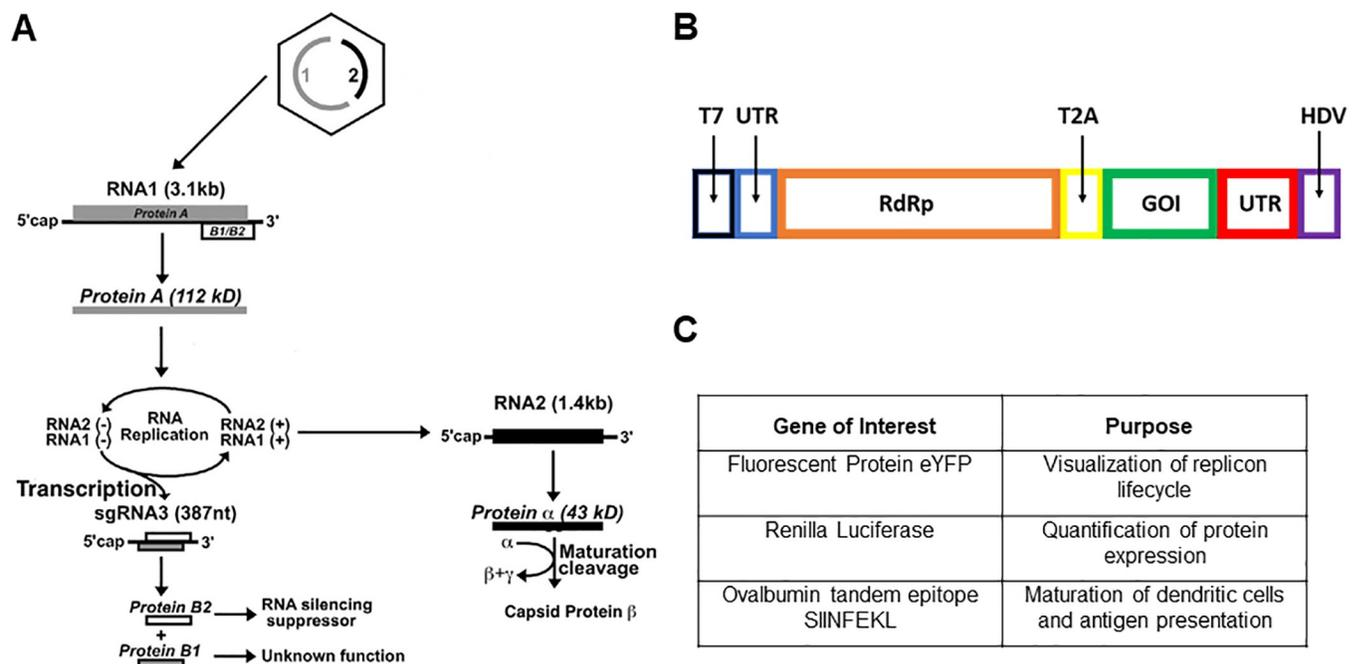 A
1 2
RNA1 (3.1kb)
5'cap Protein A 3'
B1/B2
Protein A (112 kD)
RNA2 (-) RNA RNA2 (+)
RNA1 (-) Replication RNA1 (+)
Transcription
sgRNA3 (387nt)
5'cap 3'
Protein B2 RNA silencing
suppressor
+
Protein B1 Unknown function
RNA2 (1.4kb)
5'cap 3'
Protein α (43 kD)
α Maturation
β+γ cleavage
Capsid Protein β
B
T7 UTR T2A HDV
RdRp GOI UTR
C
Gene of Interest Purpose
Fluorescent Protein eYFP Visualization of replicon
lifecycle
Renilla Luciferase Quantification of protein
expression
Ovalbumin tandem epitope Maturation of dendritic cells
SIINFEKL and antigen presentation